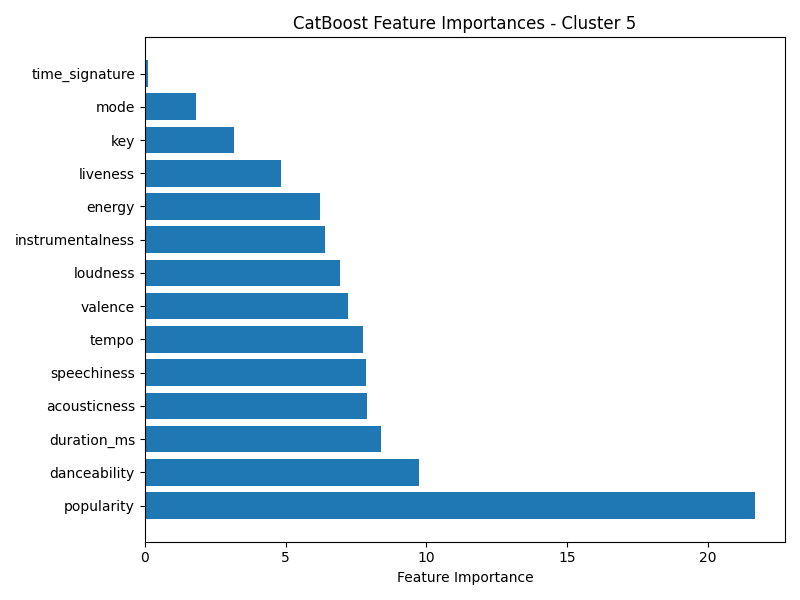 CatBoost Feature Importances - Cluster 5
time_signature
mode
key
liveness
energy
instrumentalness
loudness
valence
tempo
speechiness
acousticness
duration_ms
danceability
popularity
0 5 10 15 20
Feature Importance